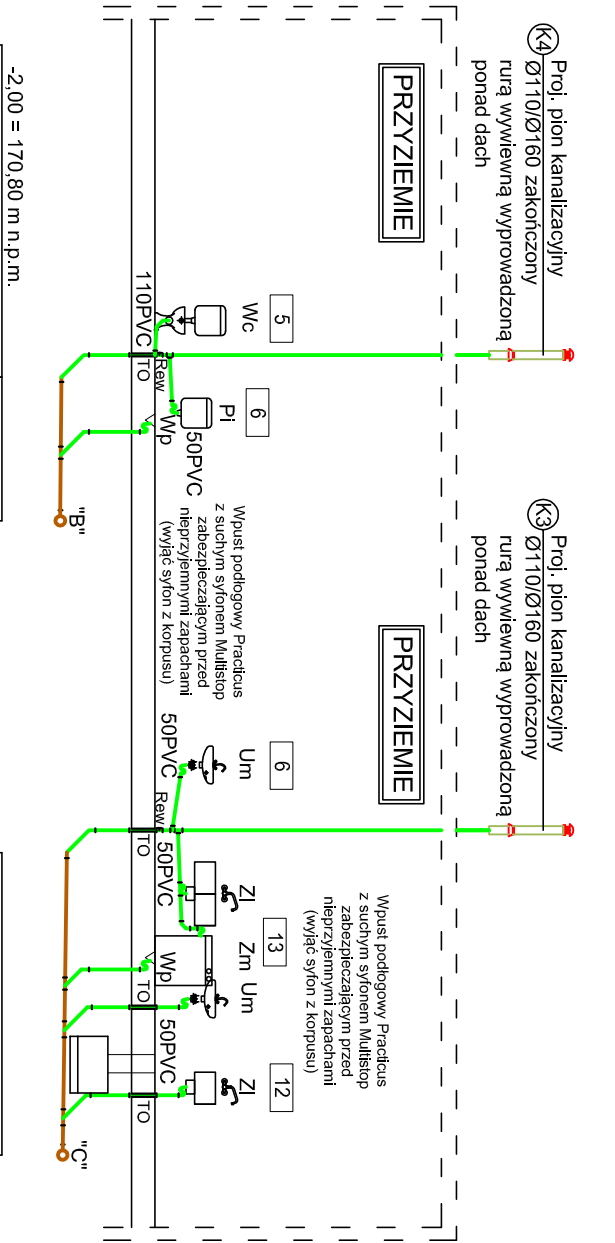 K4
Proj. pion kanalizacyjny
Ø110/Ø160 zakończony
rurą wywiewną wyprowadzoną
ponad dach
K3
Proj. pion kanalizacyjny
Ø110/Ø160 zakończony
rurą wywiewną wyprowadzoną
ponad dach
PRZYZIEMIE
PRZYZIEMIE
5
Wc
6
Pi
50PVC
110PVC
Rew
TO
Wp
"B"
Wpust podłogowy Practicus
z suchym syfonem Multistop
zabezpieczającym przed
nieprzyjemnymi zapachami
(wyjąć syfon z korpusu)
6
Um
50PVC
Rew
TO
50PVC
Zl
13
Zm
Um
Wp
TO
50PVC
Wpust podłogowy Practicus
z suchym syfonem Multistop
zabezpieczającym przed
nieprzyjemnymi zapachami
(wyjąć syfon z korpusu)
12
Zl
TO
"C"
-2,00 = 170,80 m n.p.m.